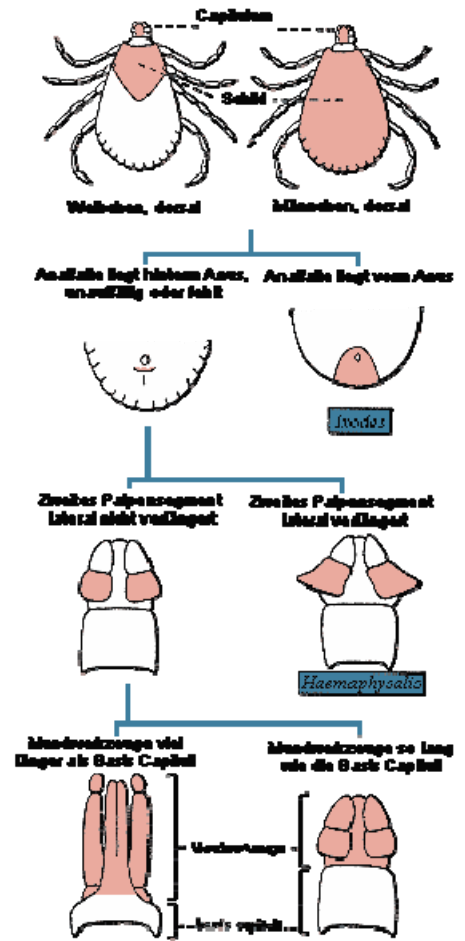 Capitulum
Schild
Weibchen, dorsal
Männchen, dorsal
Analfalte liegt hinterm Anus,
unauffällig oder fehlt
Analfalte liegt vorm Anus
Ixodes
Zweites Palpensegment
lateral nicht verlängert
Zweites Palpensegment
lateral verlängert
Haemaphysalis
Mundwerkzeuge viel
länger als Basis Capituli
Mundwerkzeuge so lang
wie die Basis Capituli
Mundwerkzeuge
basis capituli